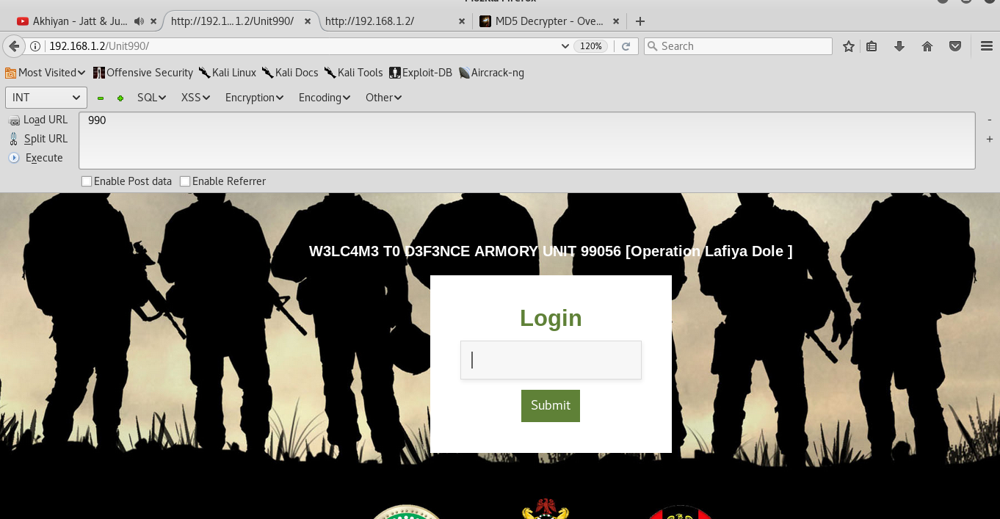 Mozilla Firefox
Akhiyan - Jatt & Ju... http://192.1...1.2/Unit990/ http://192.168.1.2/ MD5 Decrypter - Ove...
192.168.1.2/Unit990/ 120% Search
Most Visited Offensive Security Kali Linux Kali Docs Kali Tools Exploit-DB Aircrack-ng
INT SQL XSS Encryption Encoding Other
Load URL 990 -
Split URL +
Execute
Enable Post data Enable Referrer
W3LC4M3 T0 D3F3NCE ARMORY UNIT 99056 [Operation Lafiya Dole ]
Login
Submit